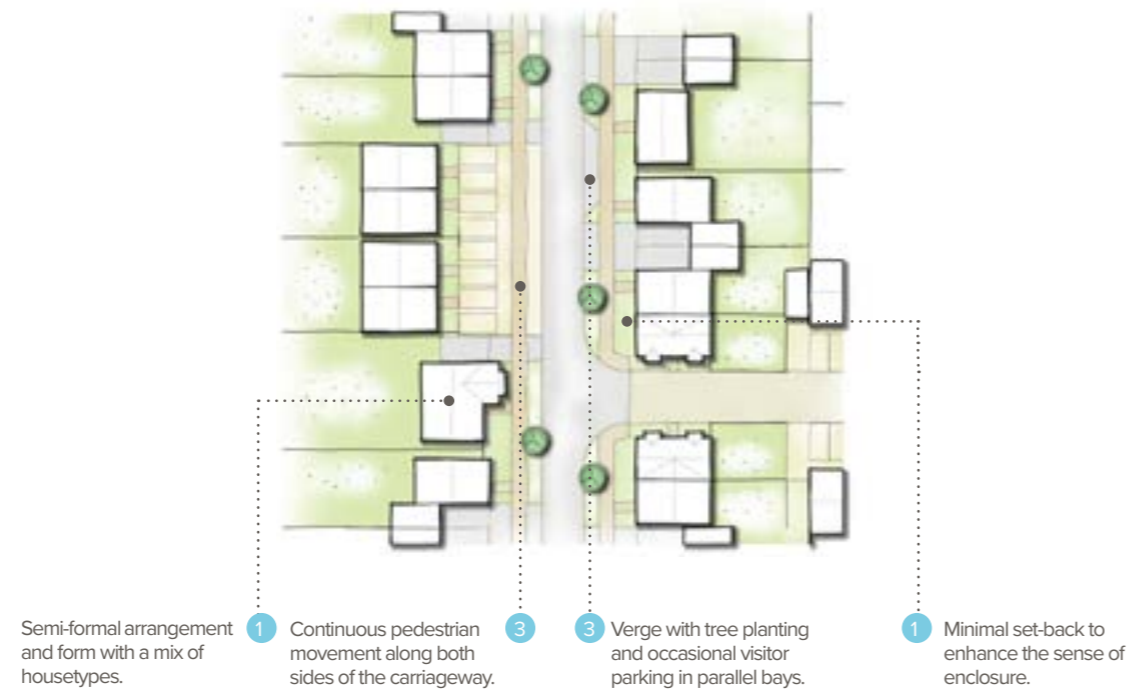 Semi-formal arrangement
and form with a mix of
housetypes.
1
Continuous pedestrian
movement along both
sides of the carriageway.
3
3
Verge with tree planting
and occasional visitor
parking in parallel bays.
1
Minimal set-back to
enhance the sense of
enclosure.